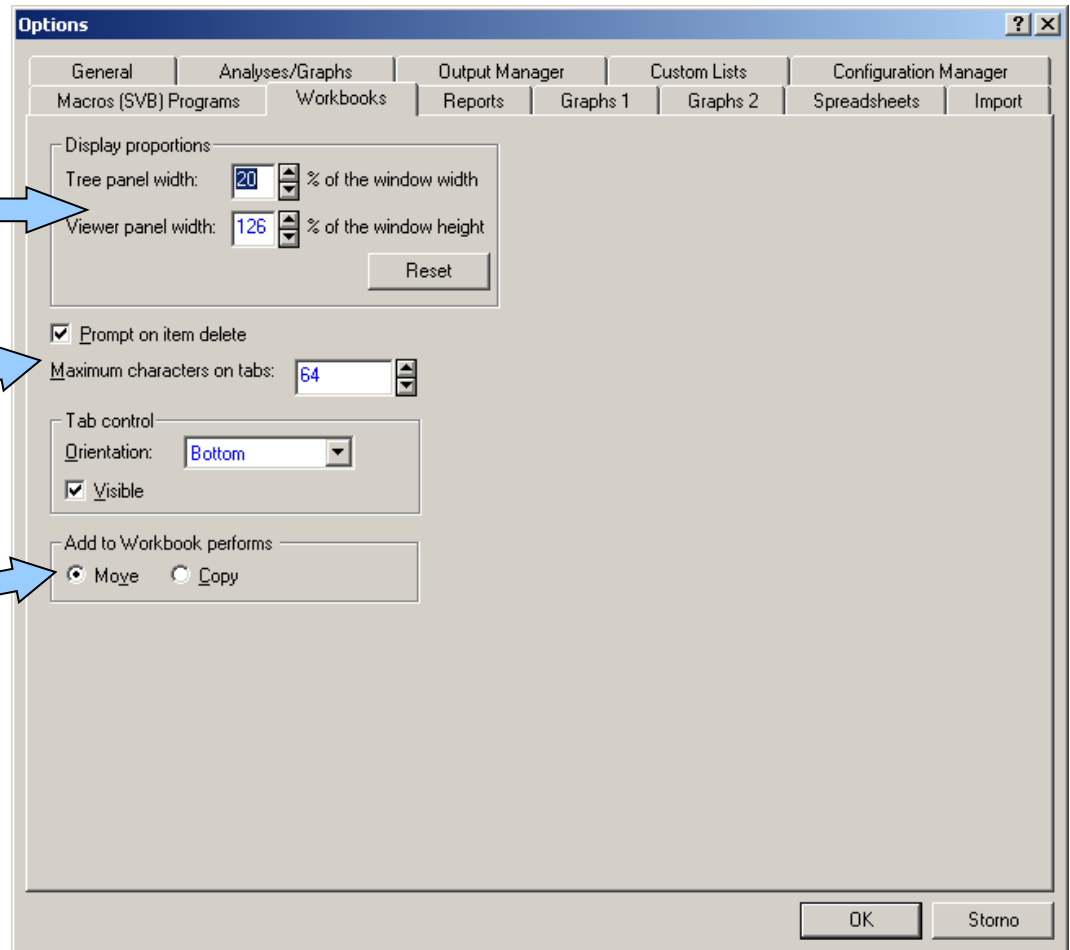 Options
General Analyses/Graphs Output Manager Custom Lists Configuration Manager
Macros (SVB) Programs Workbooks Reports Graphs 1 Graphs 2 Spreadsheets Import
Display proportions
Tree panel width: 20 % of the window width
Viewer panel width: 126 % of the window height
Reset
Prompt on item delete
Maximum characters on tabs: 64
Tab control
Orientation: Bottom
Visible
Add to Workbook performs
Move Copy
OK Storno